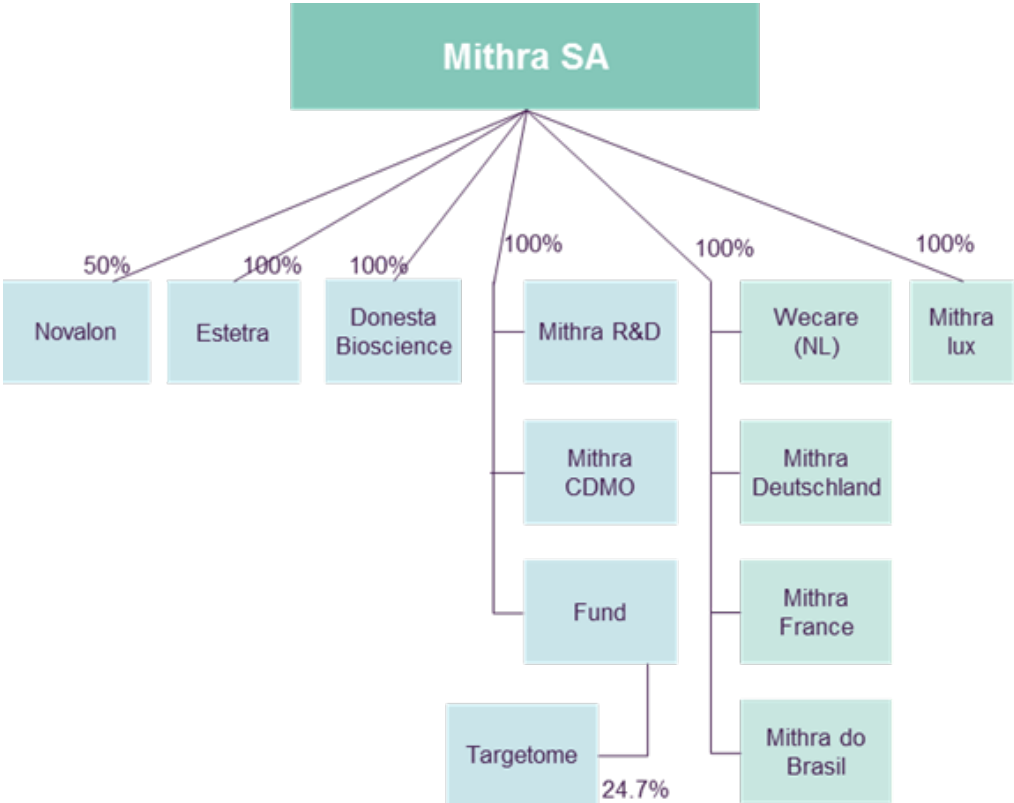 Mithra SA
50%
100%
100%
100%
100%
100%
Novalon
Estetra
Donesta
Bioscience
Mithra R&D
Wecare
(NL)
Mithra
lux
Mithra
CDMO
Mithra
Deutschland
Fund
Mithra
France
Targetome
24.7%
Mithra do
Brasil